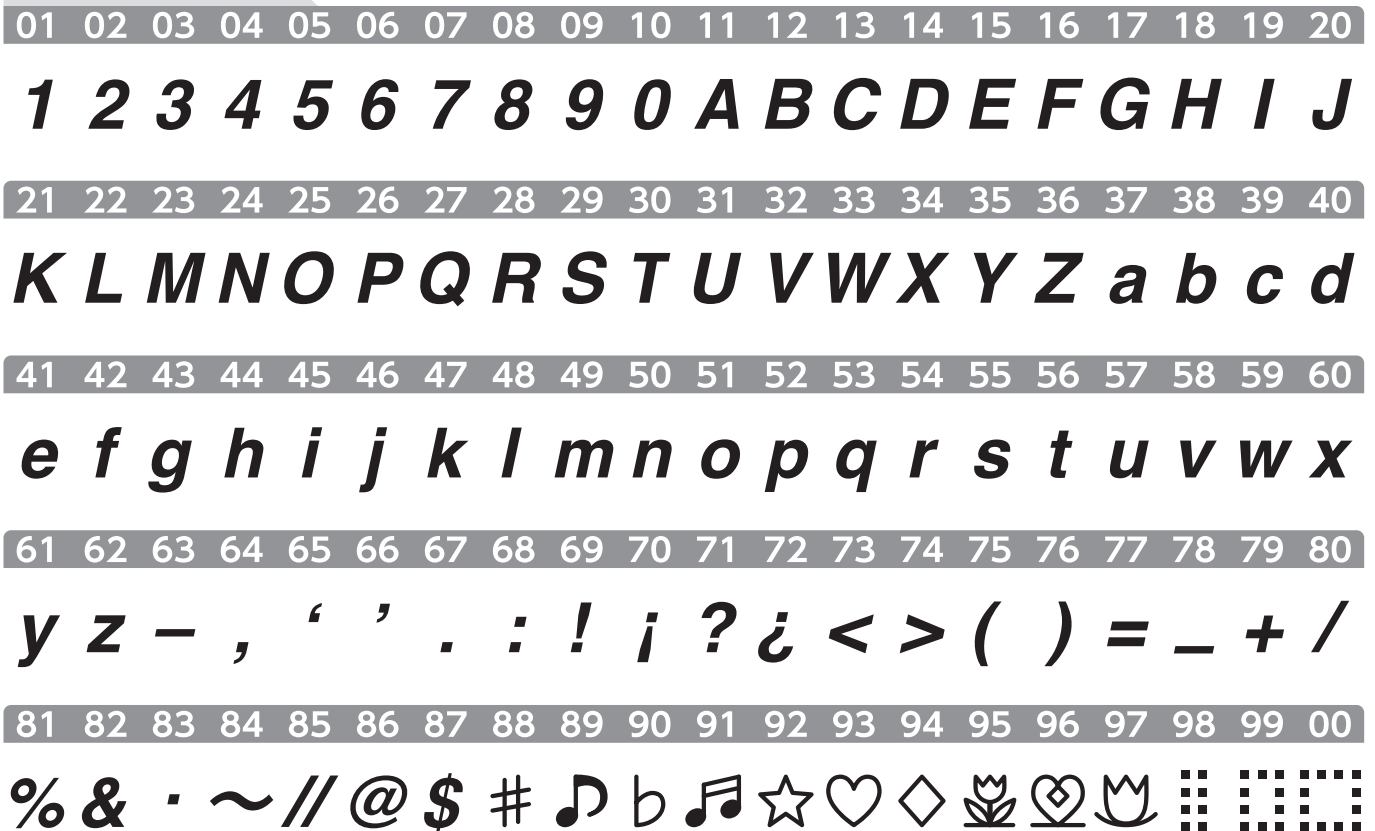 01 02 03 04 05 06 07 08 09 10 11 12 13 14 15 16 17 18 19 20
1 2 3 4 5 6 7 8 9 0 A B C D E F G H I J
21 22 23 24 25 26 27 28 29 30 31 32 33 34 35 36 37 38 39 40
K L M N O P Q R S T U V W X Y Z a b c d
41 42 43 44 45 46 47 48 49 50 51 52 53 54 55 56 57 58 59 60
e f g h i j k l m n o p q r s t u v w x
61 62 63 64 65 66 67 68 69 70 71 72 73 74 75 76 77 78 79 80
y z – , ‘ ’ . : ! ¡ ? ¿ < > ( ) = _ + /
81 82 83 84 85 86 87 88 89 90 91 92 93 94 95 96 97 98 99 00
% & · ~ // @ $ ♯ ♪ ♭ ♫ ☆ ♡ ◇